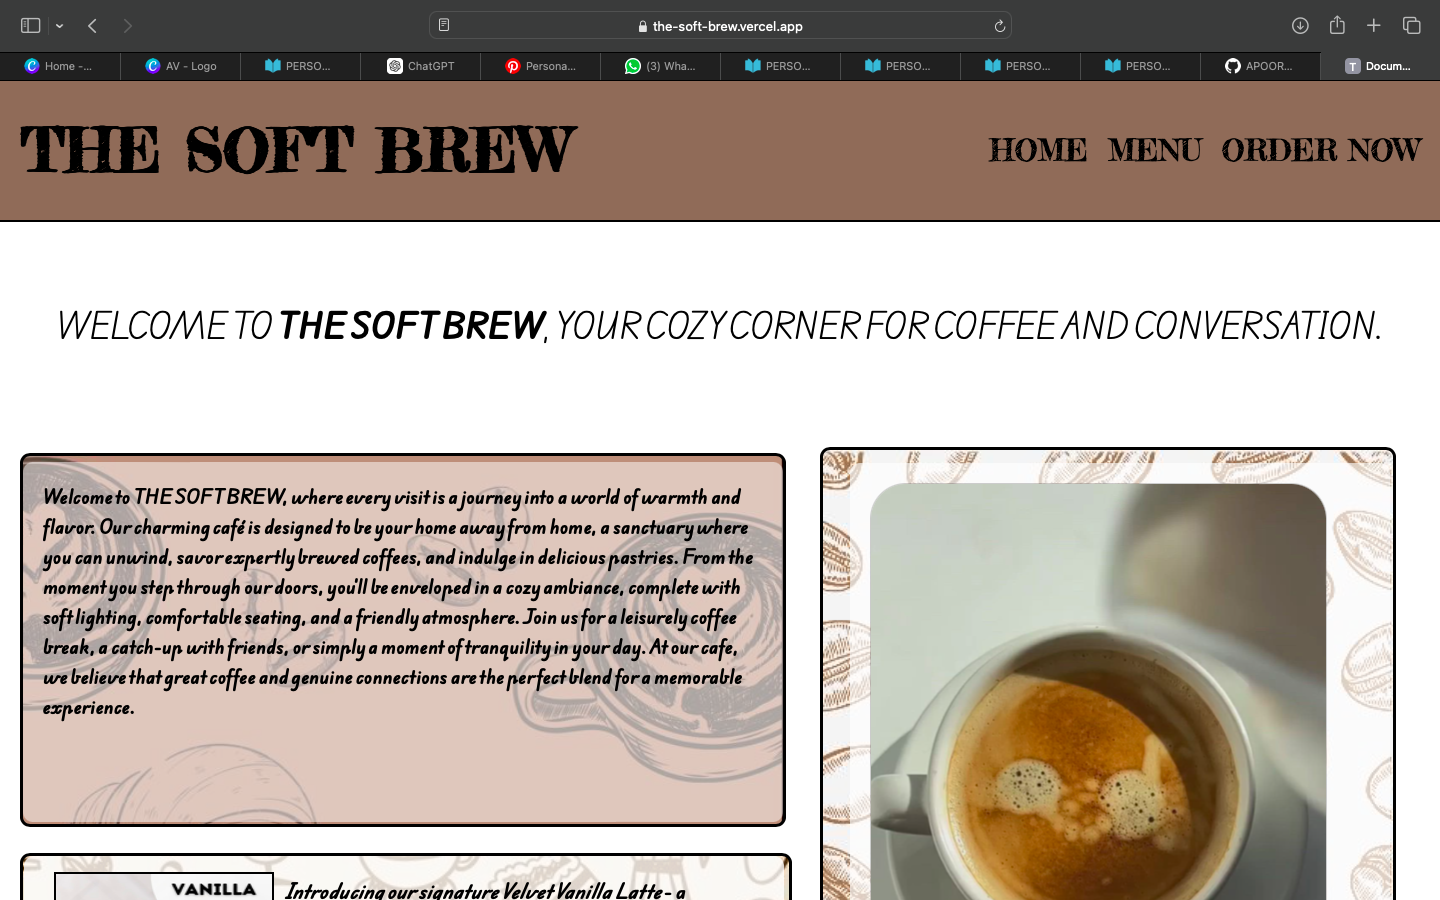 the-soft-brew.vercel.app
Home -...
AV - Logo
PERSO...
ChatGPT
Persona...
(3) Wha...
PERSO...
PERSO...
PERSO...
PERSO...
APOOR...
T Docum...
THE SOFT BREW
HOME MENU ORDER NOW
WELCOME TO THE SOFT BREW, YOUR COZY CORNER FOR COFFEE AND CONVERSATION.
Welcome to THE SOFT BREW, where every visit is a journey into a world of warmth and
flavor. Our charming café is designed to be your home away from home, a sanctuary where
you can unwind, savor expertly brewed coffees, and indulge in delicious pastries. From the
moment you step through our doors, you'll be enveloped in a cozy ambiance, complete with
soft lighting, comfortable seating, and a friendly atmosphere. Join us for a leisurely coffee
break, a catch-up with friends, or simply a moment of tranquility in your day. At our cafe,
we believe that great coffee and genuine connections are the perfect blend for a memorable
experience.
VANILLA
Introducing our signature Velvet Vanilla Latte- a